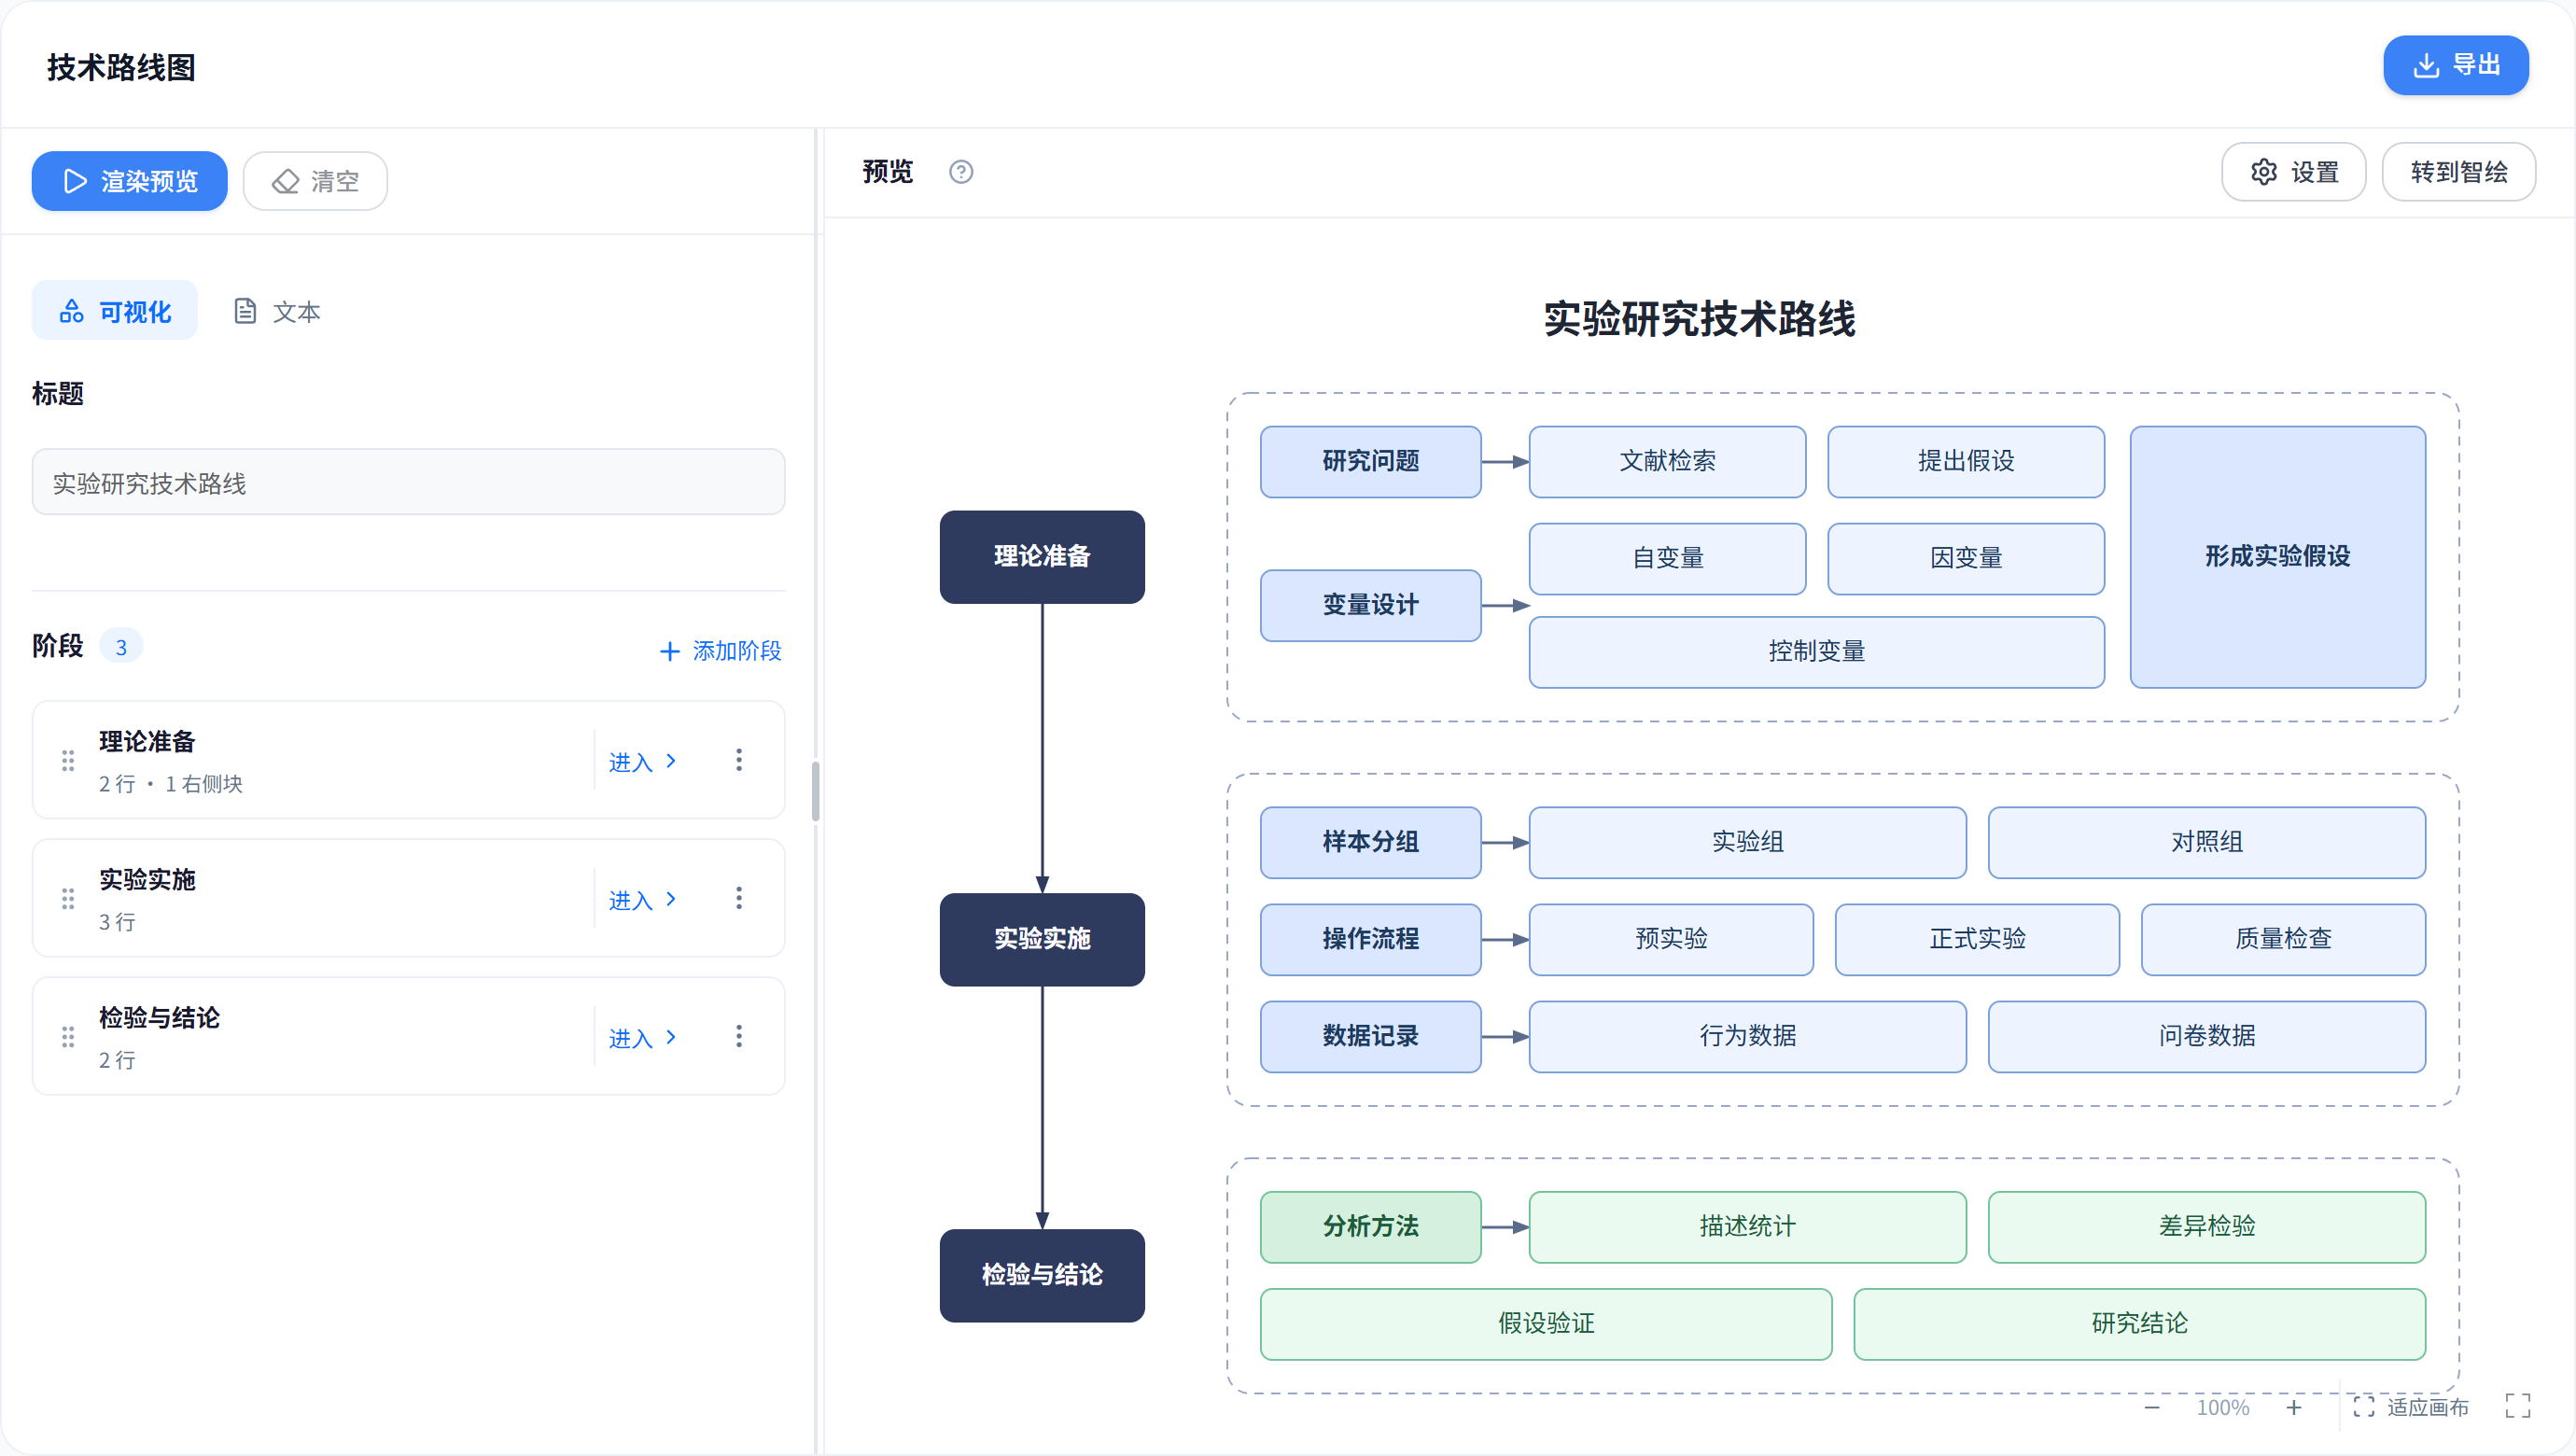 技术路线图
导出
渲染预览
清空
预览
设置
转到智绘
可视化
文本
标题
实验研究技术路线
阶段 3
添加阶段
理论准备
2 行 · 1 右侧块
进入
实验实施
3 行
进入
检验与结论
2 行
进入
实验研究技术路线
理论准备
研究问题
文献检索
提出假设
变量设计
自变量
因变量
控制变量
形成实验假设
实验实施
样本分组
实验组
对照组
操作流程
预实验
正式实验
质量检查
数据记录
行为数据
问卷数据
检验与结论
分析方法
描述统计
差异检验
假设验证
研究结论
100%
适应画布